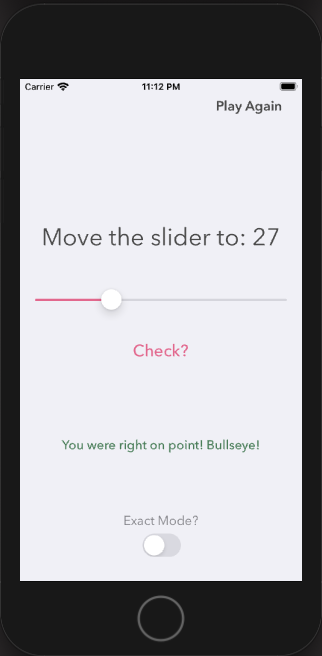 Carrier 11:12 PM
Play Again
Move the slider to: 27
Check?
You were right on point! Bullseye!
Exact Mode?